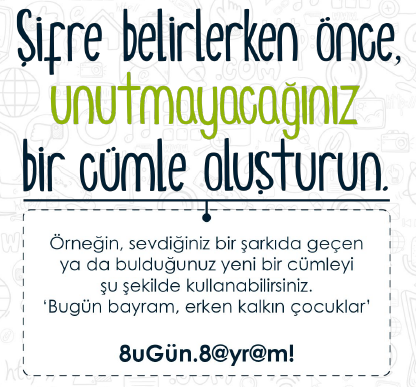 Şifre belirlerken önce,
unutmayacağınız
bir cümle oluşturun.
Örneğin, sevdiğiniz bir şarkıda geçen
ya da bulduğunuz yeni bir cümleyi
şu şekilde kullanabilirsiniz.
‘Bugün bayram, erken kalkın çocuklar’
8uGün.8@yr@m!